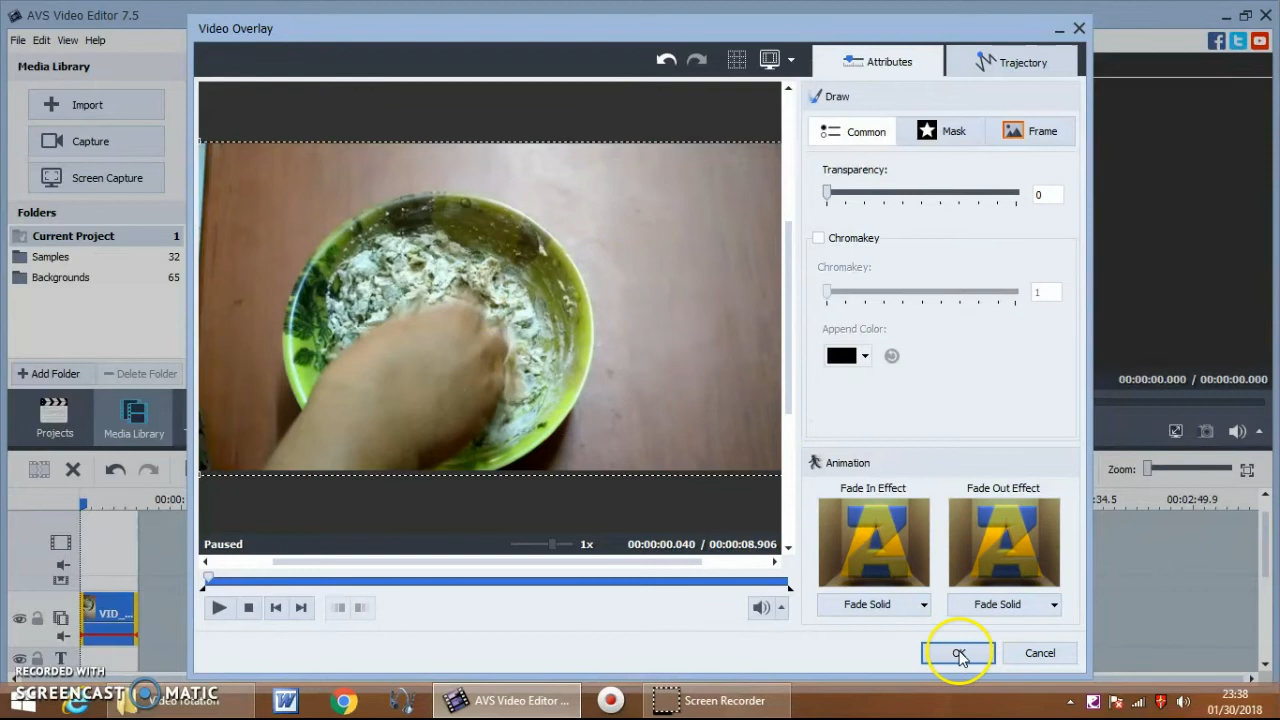 AVS Video Editor 7.5
File Edit View Help
Media Library
Import
Capture
Screen Capture
Folders
Current Project 1
Samples 32
Backgrounds 65
Add Folder
Delete Folder
Projects
Media Library
00:00:
VID_...
T
Video Overlay
Attributes
Trajectory
Draw
Common
Mask
Frame
Transparency:
0
Chromakey
Chromakey:
1
Append Color:
Animation
Fade In Effect
Fade Out Effect
A
A
Fade Solid
Fade Solid
Paused
1x
00:00:00.040 / 00:00:08.906
OK
Cancel
00:00:00.000 / 00:00:00.000
Zoom:
:34.5
00:02:49.9
RECORDED WITH
SCREENCAST MATIC
Video rotation
W
AVS Video Editor ...
Screen Recorder
23:38
01/30/2018